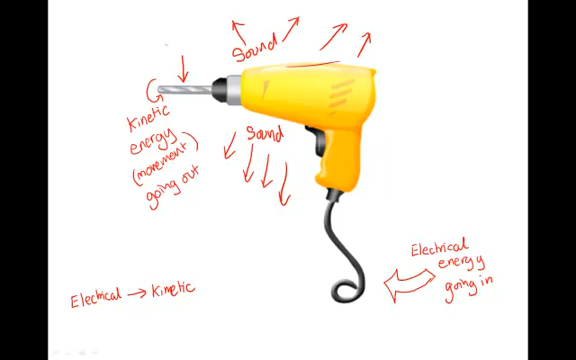 Sound
Kinetic
energy
(movement)
going out
Sound
Electrical
energy
going in
Electrical → Kinetic